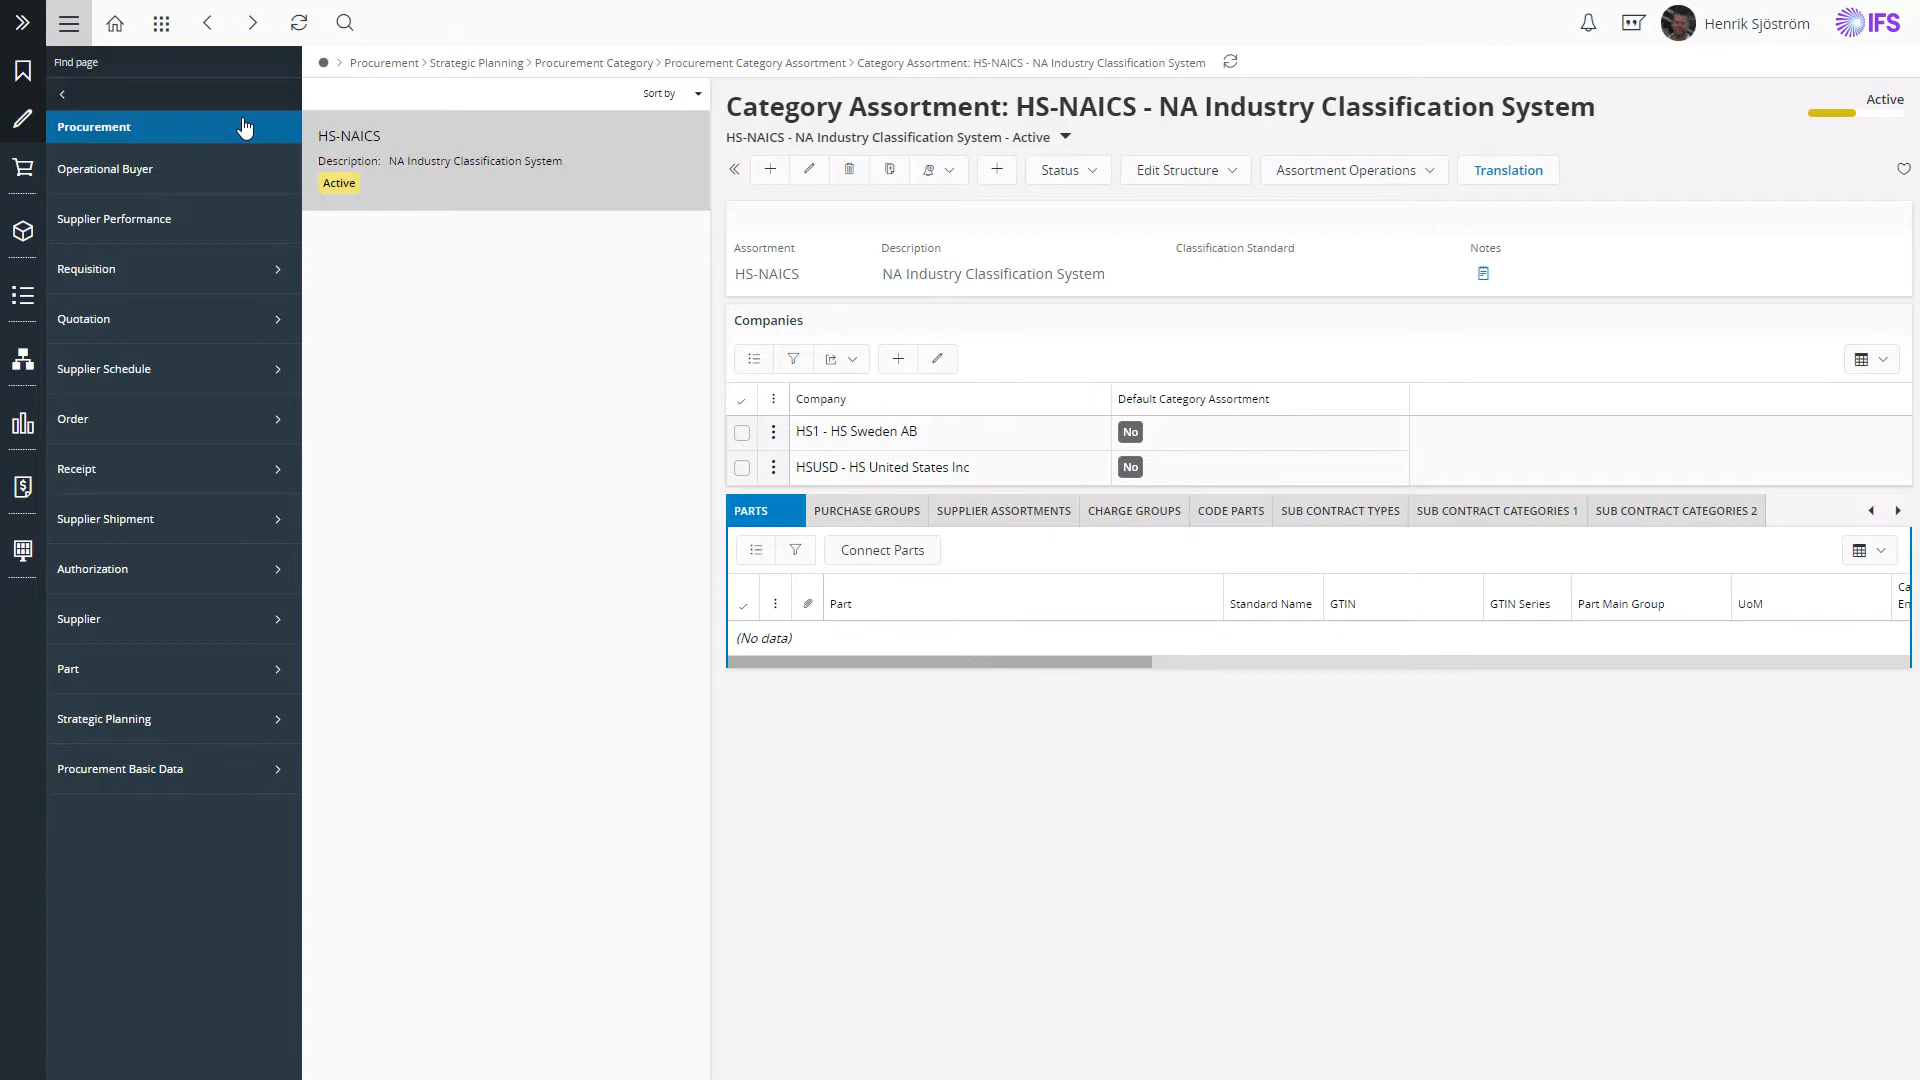 Henrik Sjöström
IFS
Find page
Procurement
Operational Buyer
Supplier Performance
Requisition
Quotation
Supplier Schedule
Order
Receipt
Supplier Shipment
Authorization
Supplier
Part
Strategic Planning
Procurement Basic Data
Procurement > Strategic Planning > Procurement Category > Procurement Category Assortment > Category Assortment: HS-NAICS - NA Industry Classification System
Sort by
HS-NAICS
Description: NA Industry Classification System
Active
Category Assortment: HS-NAICS - NA Industry Classification System
Active
HS-NAICS - NA Industry Classification System - Active
Status
Edit Structure
Assortment Operations
Translation
Assortment Description Classification Standard Notes
HS-NAICS NA Industry Classification System
Companies
Company Default Category Assortment
HS1 - HS Sweden AB No
HSUSD - HS United States Inc No
PARTS PURCHASE GROUPS SUPPLIER ASSORTMENTS CHARGE GROUPS CODE PARTS SUB CONTRACT TYPES SUB CONTRACT CATEGORIES 1 SUB CONTRACT CATEGORIES 2
Connect Parts
Part Standard Name GTIN GTIN Series Part Main Group UoM
(No data)